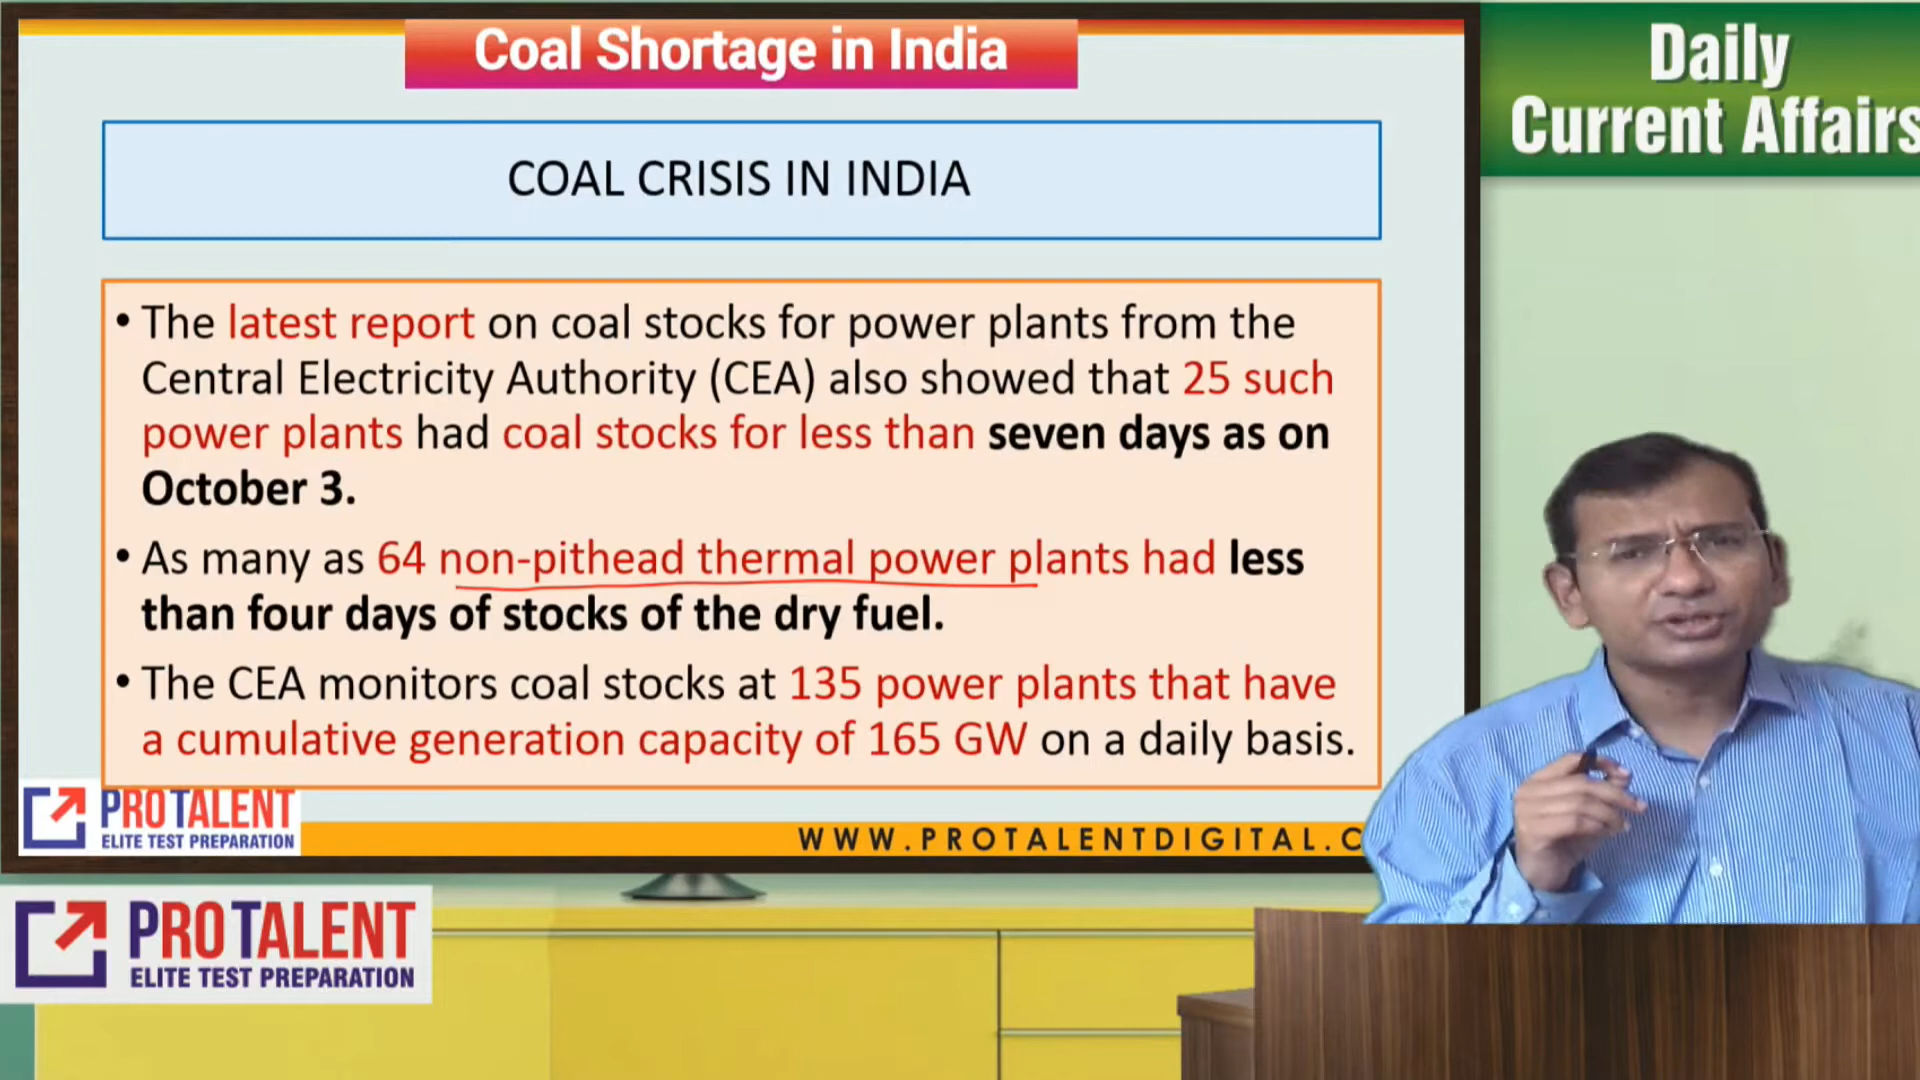 Coal Shortage in India
Daily
Current Affairs
COAL CRISIS IN INDIA
• The latest report on coal stocks for power plants from the
Central Electricity Authority (CEA) also showed that 25 such
power plants had coal stocks for less than seven days as on
October 3.
• As many as 64 non-pithead thermal power plants had less
than four days of stocks of the dry fuel.
• The CEA monitors coal stocks at 135 power plants that have
a cumulative generation capacity of 165 GW on a daily basis.
PROTALENT
ELITE TEST PREPARATION
WWW.PROTALENTDIGITAL.C
PROTALENT
ELITE TEST PREPARATION